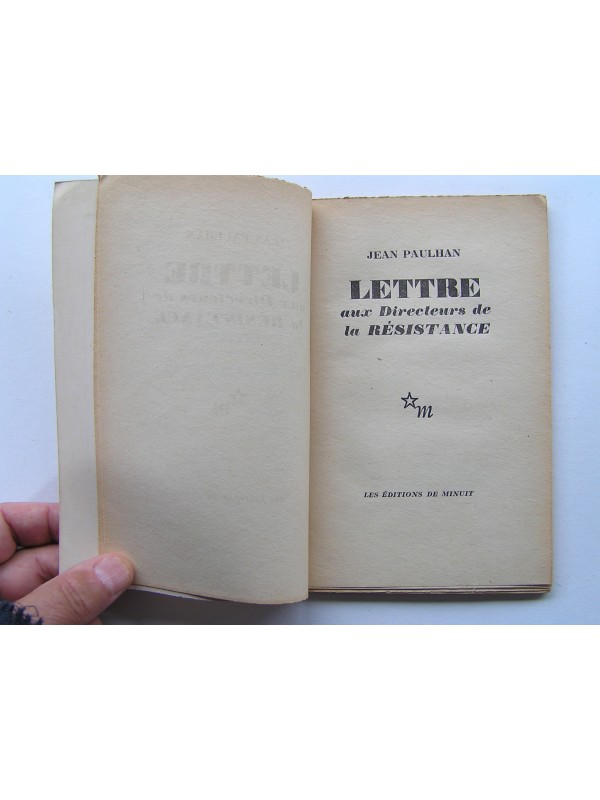 JEAN PAULHAN
LETTRE
aux Directeurs de
la RÉSISTANCE
m
LES ÉDITIONS DE MINUIT